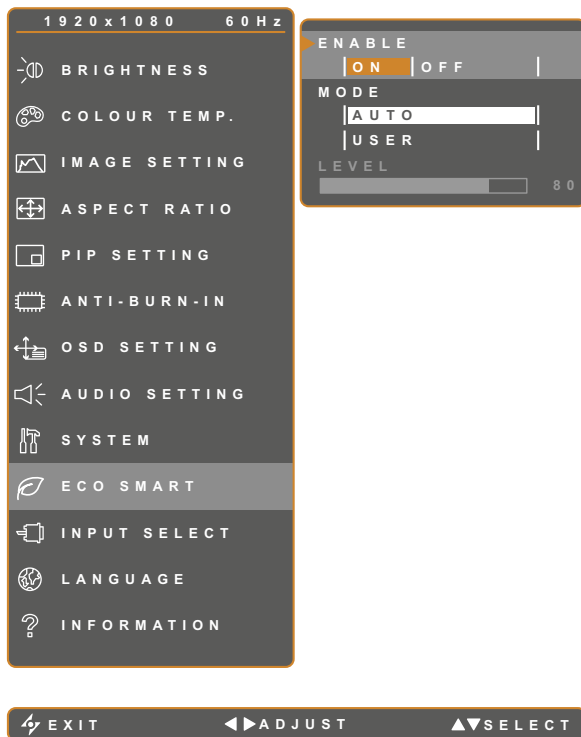 1920x1080 60Hz
BRIGHTNESS
COLOUR TEMP.
IMAGE SETTING
ASPECT RATIO
PIP SETTING
ANTI-BURN-IN
OSD SETTING
AUDIO SETTING
SYSTEM
ECO SMART
INPUT SELECT
LANGUAGE
INFORMATION
ENABLE
ON OFF
MODE
AUTO
USER
LEVEL
80
EXIT ADJUST SELECT